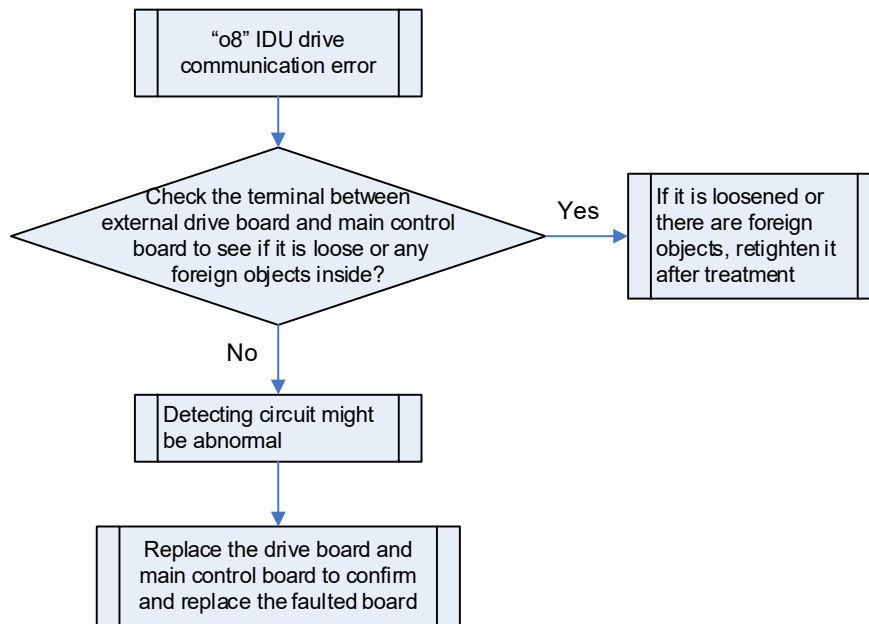 “o8” IDU drive
communication error
Check the terminal between
external drive board and main control
board to see if it is loose or any
foreign objects inside?
Yes
If it is loosened or
there are foreign
objects, retighten it
after treatment
No
Detecting circuit might
be abnormal
Replace the drive board and
main control board to confirm
and replace the faulted board